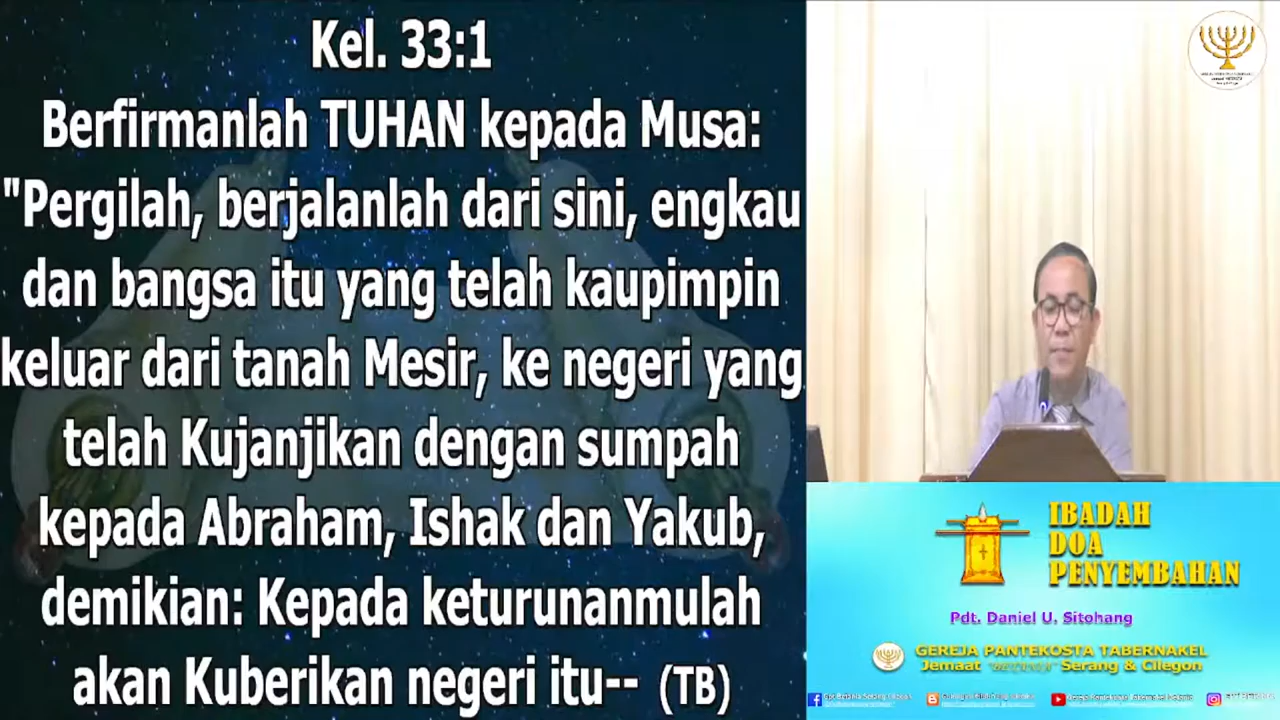 Kel. 33:1
Berfirmanlah TUHAN kepada Musa:
"Pergilah, berjalanlah dari sini, engkau
dan bangsa itu yang telah kaupimpin
keluar dari tanah Mesir, ke negeri yang
telah Kujanjikan dengan sumpah
kepada Abraham, Ishak dan Yakub,
demikian: Kepada keturunanmulah
akan Kuberikan negeri itu-- (TB)
IBADAH
DOA
PENYEMBAHAN
Pdt. Daniel U. Sitohang
GEREJA PANTEKOSTA TABERNAKEL
Jemaat "BETANIA" Serang & Cilegon